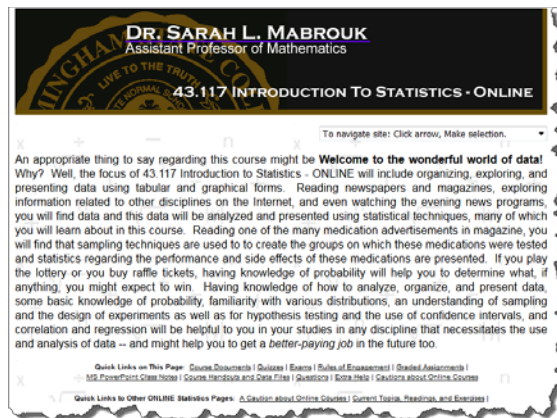 DR. SARAH L. MABROUK
Assistant Professor of Mathematics
MINGHAM
LIVE TO THE TRUTH
43.117 INTRODUCTION TO STATISTICS - ONLINE
To navigate site: Click arrow, Make selection.
An appropriate thing to say regarding this course might be Welcome to the wonderful world of data!
Why? Well, the focus of 43.117 Introduction to Statistics - ONLINE will include organizing, exploring, and
presenting data using tabular and graphical forms. Reading newspapers and magazines, exploring
information related to other disciplines on the Internet, and even watching the evening news programs,
you will find data and this data will be analyzed and presented using statistical techniques, many of which
you will learn about in this course. Reading one of the many medication advertisements in magazine, you
will find that sampling techniques are used to to create the groups on which these medications were tested
and statistics regarding the performance and side effects of these medications are presented. If you play
the lottery or you buy raffle tickets, having knowledge of probability will help you to determine what, if
anything, you might expect to win. Having knowledge of how to analyze, organize, and present data,
some basic knowledge of probability, familiarity with various distributions, an understanding of sampling
and the design of experiments as well as for hypothesis testing and the use of confidence intervals, and
correlation and regression will be helpful to you in your studies in any discipline that necessitates the use
and analysis of data -- and might help you to get a better-paying job in the future too.
Quick Links on This Page: Course Documents | Quizzes | Exams | Rules of Engagement | Graded Assignments |
MS PowerPoint Class Notes | Course Handouts and Data Files | Questions | Extra Help | Cautions about Online Courses
Quick Links to Other ONLINE Statistics Pages: A Caution about Online Courses | Current Topics, Readings, and Exercises |